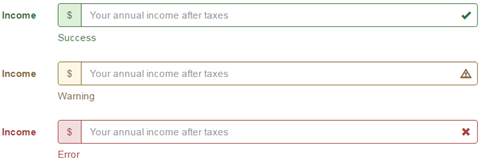 Income $ Your annual income after taxes
Success
Income $ Your annual income after taxes
Warning
Income $ Your annual income after taxes
Error